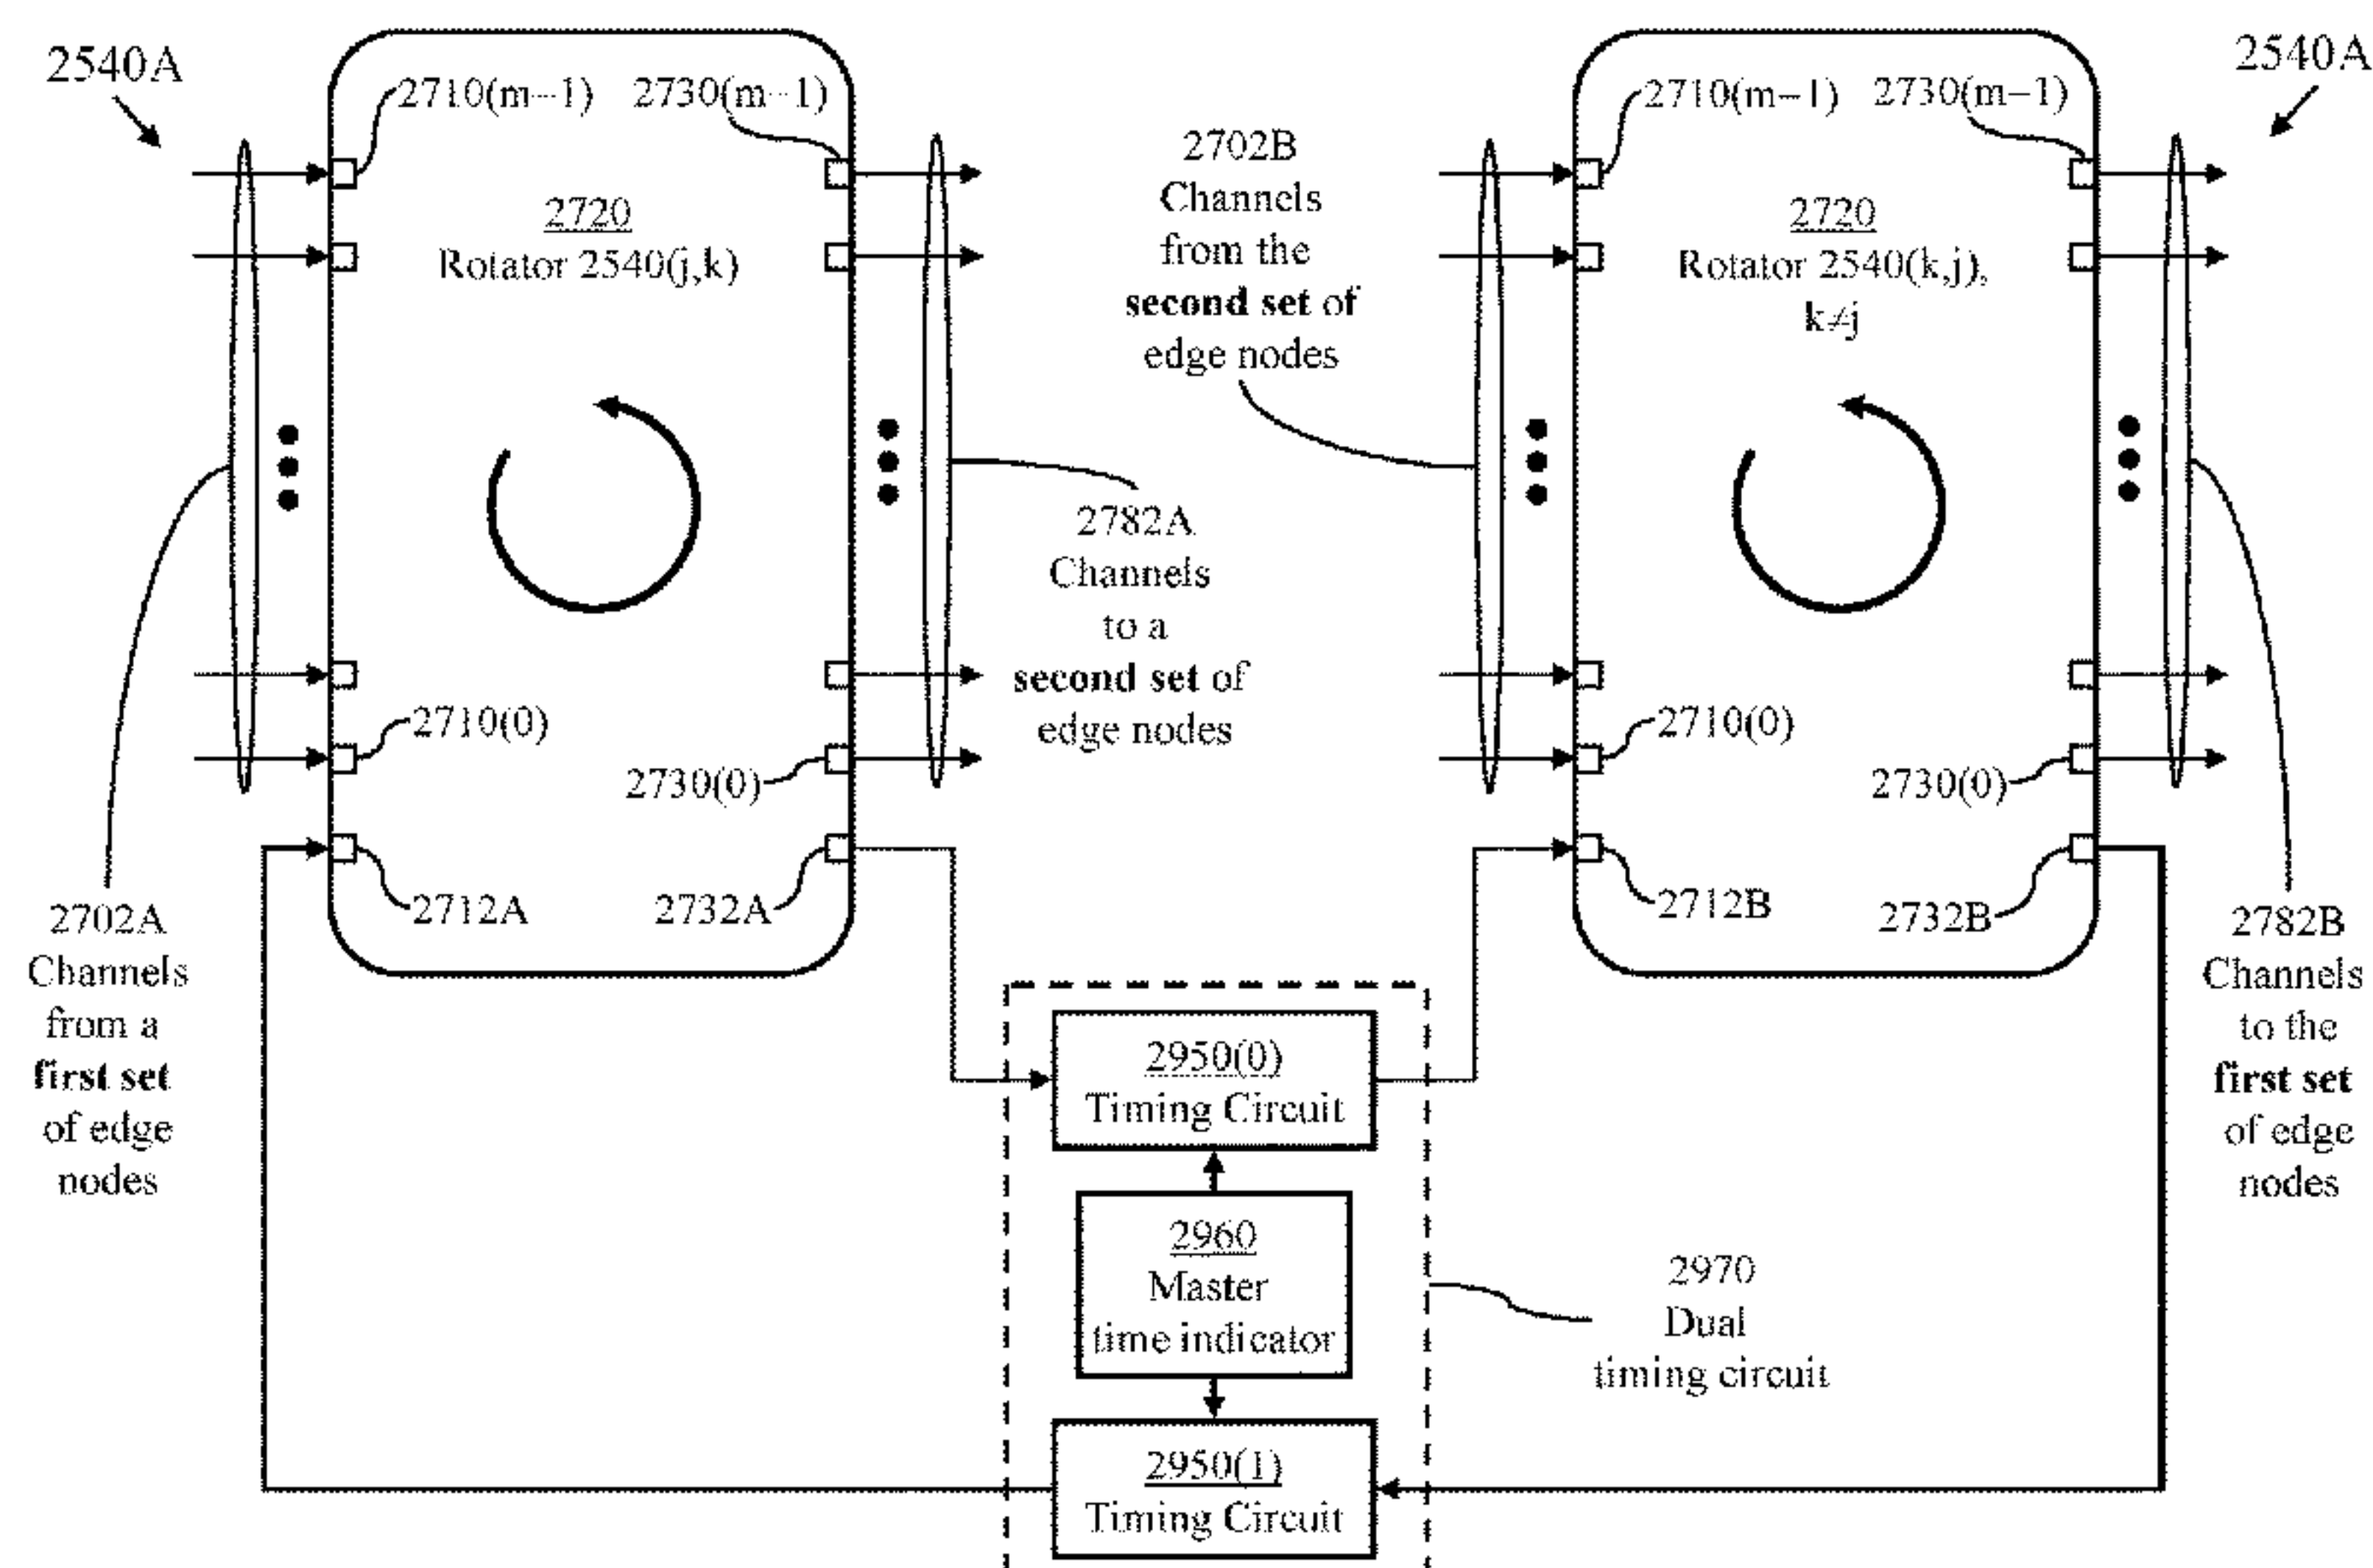 2540A
2540A
2710(m−1)
2730(m−1)
2720
Rotator 2540(j,k)
2710(0)
2730(0)
2712A
2732A
2702A
Channels
from a
first set
of edge
nodes
2782A
Channels
to a
second set of
edge nodes
2702B
Channels
from the
second set of
edge nodes
2710(m−1)
2730(m−1)
2720
Rotator 2540(k,j),
k≠j
2710(0)
2730(0)
2712B
2732B
2782B
Channels
to the
first set
of edge
nodes
2950(0)
Timing Circuit
2960
Master
time indicator
2950(1)
Timing Circuit
2970
Dual
timing circuit